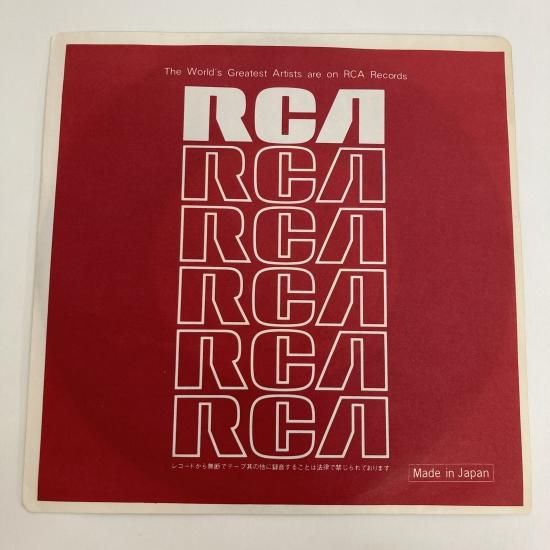 The World's Greatest Artists are on RCA Records
RCA
RCA
RCA
RCA
RCA
RCA
レコードから無断でテープ其の他に録音することは法律で禁じられております
Made in Japan